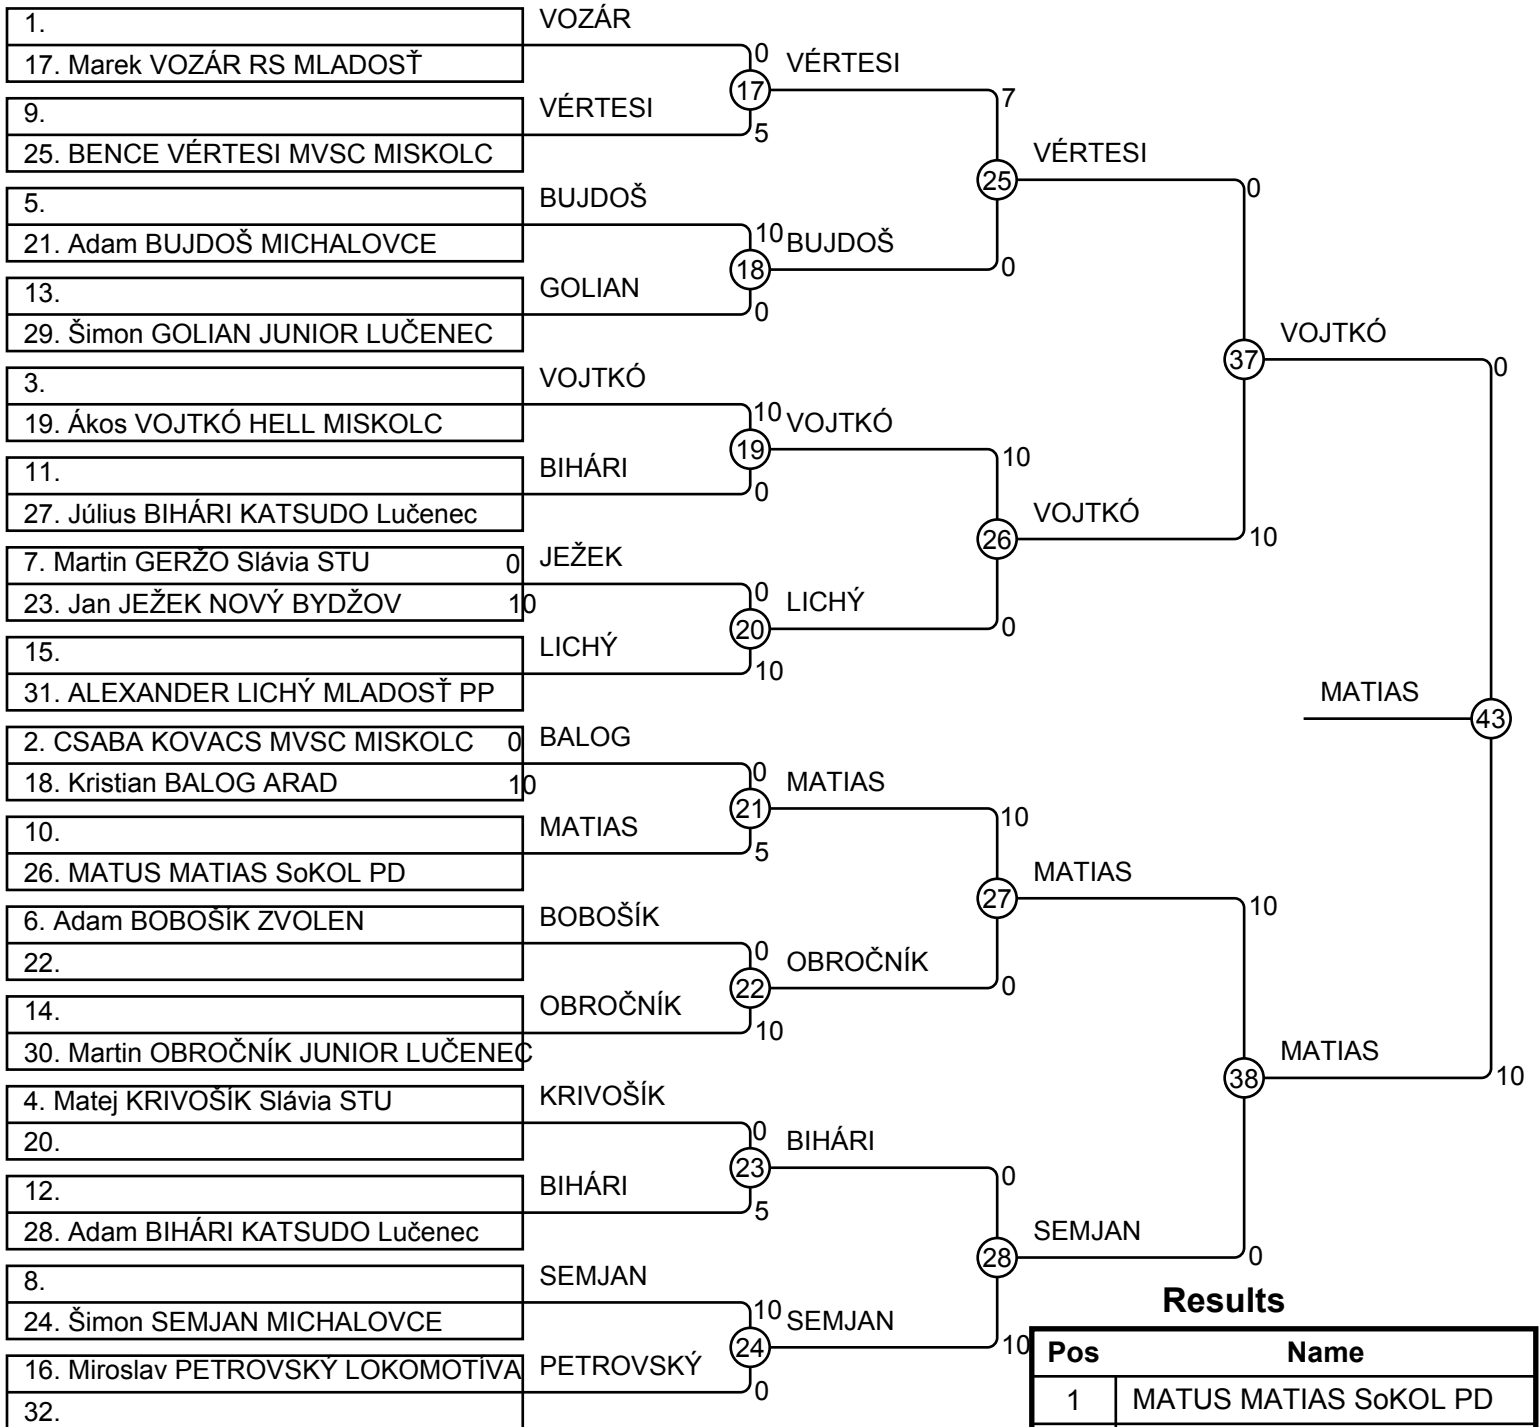 1.
17. Marek VOZÁR RS MLADOSŤ
9.
25. BENCE VÉRTESI MVSC MISKOLC
5.
21. Adam BUJDOŠ MICHALOVCE
13.
29. Šimon GOLIAN JUNIOR LUČENEC
3.
19. Ákos VOJTKÓ HELL MISKOLC
11.
27. Július BIHÁRI KATSUDO Lučenec
7. Martin GERŽO Slávia STU 0
23. Jan JEŽEK NOVÝ BYDŽOV 10
15.
31. ALEXANDER LICHÝ MLADOSŤ PP
2. CSABA KOVACS MVSC MISKOLC 0
18. Kristian BALOG ARAD 10
10.
26. MATUS MATIAS SoKOL PD
6. Adam BOBOŠÍK ZVOLEN
22.
14.
30. Martin OBROČNÍK JUNIOR LUČENEC
4. Matej KRIVOŠÍK Slávia STU
20.
12.
28. Adam BIHÁRI KATSUDO Lučenec
8.
24. Šimon SEMJAN MICHALOVCE
16. Miroslav PETROVSKÝ LOKOMOTÍVA
32.
VOZÁR
0
17
VÉRTESI
5
BUJDOŠ
10
18
GOLIAN
0
VOJTKÓ
10
19
BIHÁRI
0
JEŽEK
0
20
LICHÝ
10
BALOG
0
21
MATIAS
5
BOBOŠÍK
0
22
OBROČNÍK
10
KRIVOŠÍK
0
23
BIHÁRI
5
SEMJAN
10
24
PETROVSKÝ
0
VÉRTESI
7
25
BUJDOŠ
0
VOJTKÓ
10
26
LICHÝ
0
MATIAS
10
27
OBROČNÍK
0
BIHÁRI
0
28
SEMJAN
10
VÉRTESI
0
37
VOJTKÓ
10
MATIAS
10
38
SEMJAN
0
VOJTKÓ
0
MATIAS
43
MATIAS
10
Results
Pos Name
1 MATUS MATIAS SoKOL PD